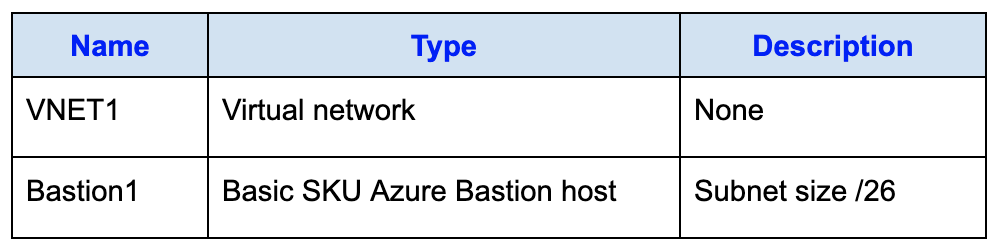 Name Type Description
VNET1 Virtual network None
Bastion1 Basic SKU Azure Bastion host Subnet size /26